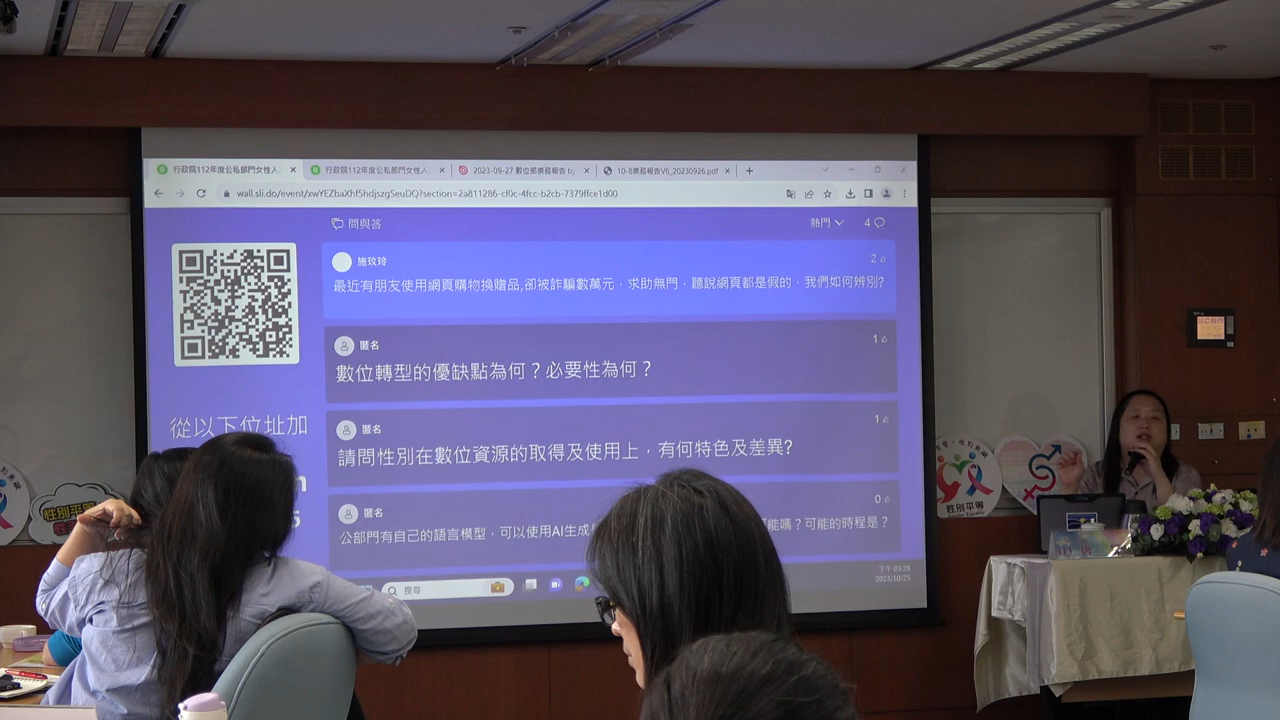 行政院112年度公私部門女性人
行政院112年度公私部門女性人
2023-09-27 數位部業務報告 by
10-8業務報告V6_20230926.pdf
wall.sli.do/event/xwYEZbaXhf5hdjszgSeuDQ?section=2a811286-cf0c-4fcc-b2cb-7379ffce1d00
問與答
熱門
4
施玟玲
2
最近有朋友使用網頁購物換贈品,卻被詐騙數萬元，求助無門，聽說網頁都是假的，我們如何辨別?
匿名
1
數位轉型的優缺點為何？必要性為何？
匿名
1
請問性別在數位資源的取得及使用上，有何特色及差異?
匿名
0
公部門有自己的語言模型，可以使用AI生成
能嗎？可能的時程是？
從以下位址加
搜尋
下午 03:28
2023/10/25
性別平等
性別平等
Gender Equality